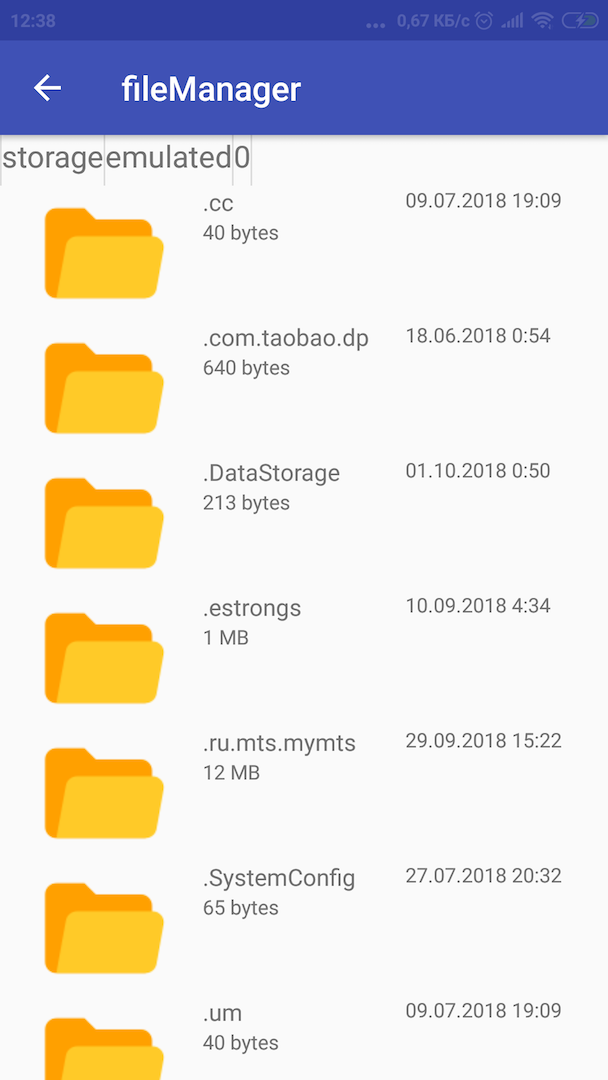 12:38 ... 0,67 КБ/с
fileManager
storage emulated 0
.cc 09.07.2018 19:09
40 bytes
.com.taobao.dp 18.06.2018 0:54
640 bytes
.DataStorage 01.10.2018 0:50
213 bytes
.estrongs 10.09.2018 4:34
1 MB
.ru.mts.mymts 29.09.2018 15:22
12 MB
.SystemConfig 27.07.2018 20:32
65 bytes
.um 09.07.2018 19:09
40 bytes